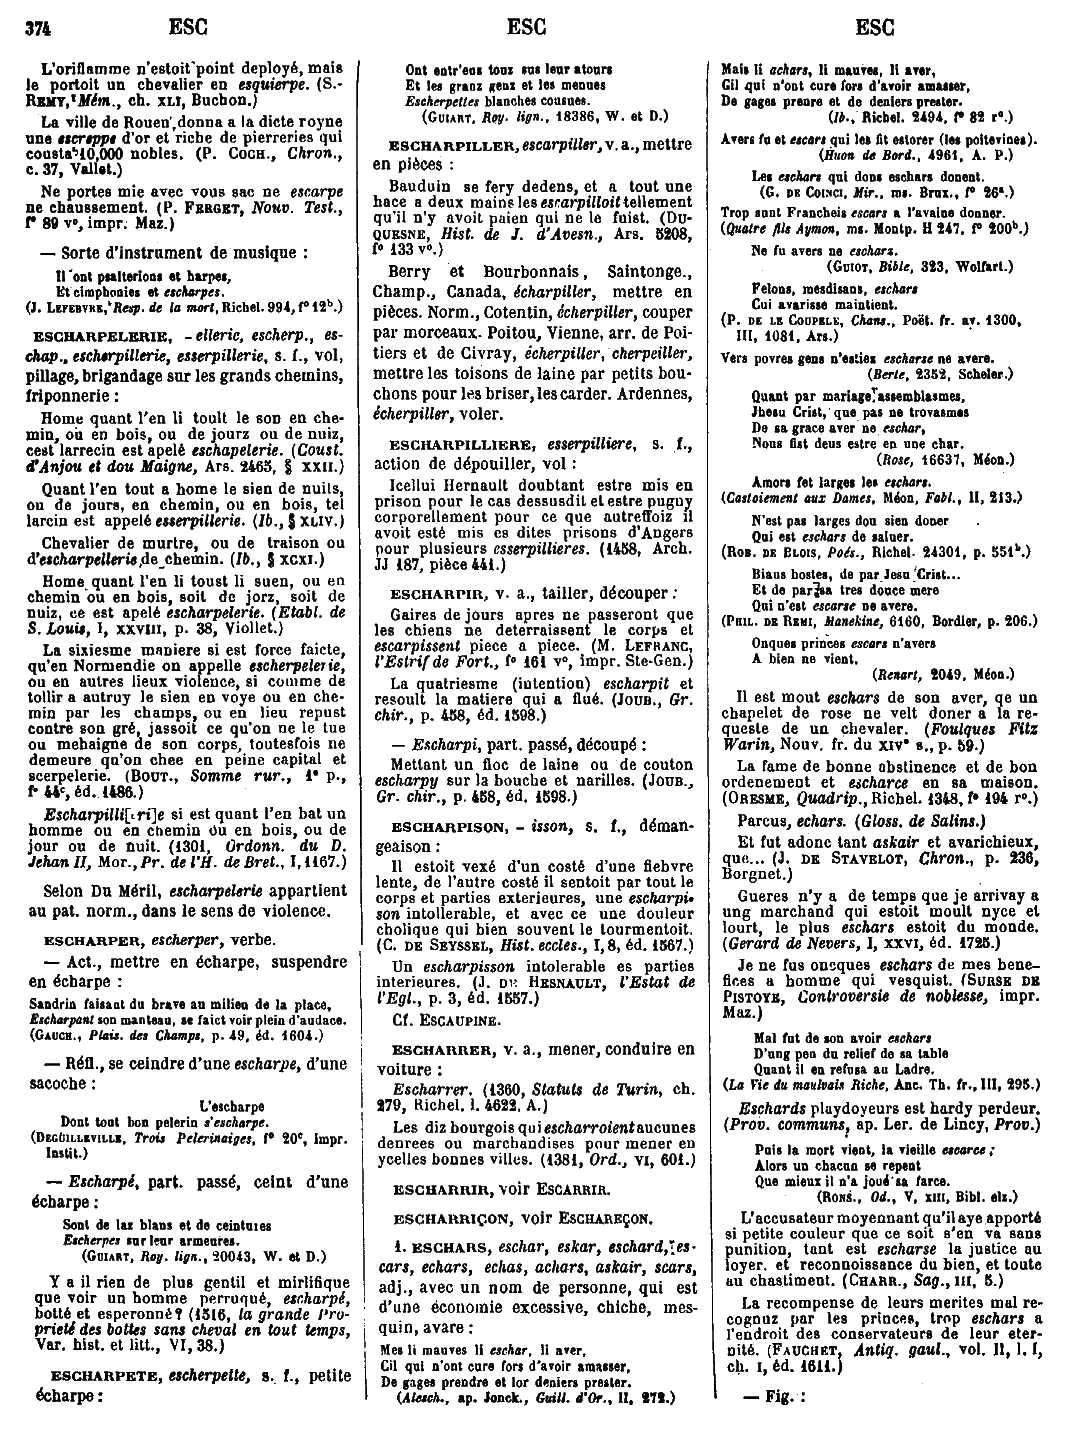 374
ESC
ESC
ESC
L'oriflamme n'estoit point deployé, mais
le portoit un chevalier en esquierpe. (S.-
REMY, Mém., ch. XLI, Buchon.)
La ville de Rouen donna a la dicte royne
une escreppe d'or et riche de pierreries qui
cousta 10,000 nobles. (P. COCH., Chron.,
c. 37, Vallet.)
Ne portes mie avec vous sac ne escarpe
ne chaussement. (P. FERGET, Nouv. Test.,
f° 89 v°, impr. Maz.)
— Sorte d'instrument de musique :
Il ont psalterions et harpes,
Et cimphonies et escharpes.
(J. LEFEBVRE, Resp. de la mort, Richel. 994, f° 12ᵇ.)
ESCHARPELERIE, - elleric, escherp., es-
chap., escherpillerie, esserpillerie, s. f., vol,
pillage, brigandage sur les grands chemins,
friponnerie :
Home quant l'en li toult le son en che-
min, ou en bois, ou de jourz ou de nuiz,
cest larrecin est apelé eschapelerie. (Coust.
d'Anjou et dou Maigne, Ars. 2465, § XXII.)
Quant l'en tout a home le sien de nuits,
ou de jours, en chemin, ou en bois, tel
larcin est appelé esserpillerie. (Ib., § XLIV.)
Chevalier de murtre, ou de traison ou
d'escharpellerie de chemin. (Ib., § XCXI.)
Home quant l'en li toust li suen, ou en
chemin ou en bois, soit de jorz, soit de
nuiz, ce est apelé escharpelerie. (Etabl. de
S. Louis, I, XXVIII, p. 38, Viollet.)
La sixiesme maniere si est force faicte,
qu'en Normendie on appelle escherpelerie,
ou en autres lieux violence, si comme de
tollir a autruy le sien en voye ou en che-
min par les champs, ou en lieu repust
contre son gré, jassoit ce qu'on ne le tue
ou mehaigne de son corps, toutesfois ne
demeure qu'on chee en peine capital et
scerpelerie. (BOUT., Somme rur., 1ᵉ p.,
f° 44ᶜ, éd. 1486.)
Escharpilli[eri]e si est quant l'en bat un
homme ou en chemin ou en bois, ou de
jour ou de nuit. (1301, Ordonn. du D.
Jehan II, Mor., Pr. de l'H. de Bret., I, 1167.)
Selon Du Méril, escharpelerie appartient
au pat. norm., dans le sens de violence.
ESCHARPER, escherper, verbe.
— Act., mettre en écharpe, suspendre
en écharpe :
Sandrin faisant du brave au milieu de la place,
Escharpant son manteau, se faict voir plein d'audace.
(GAUCH., Plais. des Champs, p. 49, éd. 1604.)
— Réfl., se ceindre d'une escharpe, d'une
sacoche :
L'escharpe
Dont tout bon pelerin s'escharpe.
(DEGUILLEVILLE, Trois Pelerinaiges, f° 20ᶜ, impr.
Instit.)
— Escharpé, part. passé, ceint d'une
écharpe :
Sont de laz blans et de ceintures
Escherpes sur leur armeures.
(GUIART, Roy. lign., 20043, W. et D.)
Y a il rien de plus gentil et mirlifique
que voir un homme perruqué, escharpé,
botté et esperonné? (1516, la grande Pro-
prieté des bottes sans cheval en tout temps,
Var. hist. et litt., VI, 38.)
ESCHARPETE, escherpette, s. f., petite
écharpe :
Ont entr'eus touz sus leur atours
Et les granz genz et les menues
Escherpettes blanches cousues.
(GUIART, Roy. lign., 18386, W. et D.)
ESCHARPILLER, escarpiller, v. a., mettre
en pièces :
Bauduin se fery dedens, et a tout une
hace a deux mains les escarpilloit tellement
qu'il n'y avoit paien qui ne le fuist. (DU-
QUESNE, Hist. de J. d'Avesn., Ars. 5208,
f° 133 v°.)
Berry et Bourbonnais, Saintonge.,
Champ., Canada, écharpiller, mettre en
pièces. Norm., Cotentin, écherpiller, couper
par morceaux. Poitou, Vienne, arr. de Poi-
tiers et de Civray, écherpiller, cherpeiller,
mettre les toisons de laine par petits bou-
chons pour les briser, les carder. Ardennes,
écherpiller, voler.
ESCHARPILLIERE, esserpilliere, s. f.,
action de dépouiller, vol :
Icellui Hernault doubtant estre mis en
prison pour le cas dessusdit et estre pugny
corporellement pour ce que autreffoiz il
avoit esté mis es dites prisons d'Angers
pour plusieurs esserpillieres. (1458, Arch.
JJ 187, pièce 441.)
ESCHARPIR, v. a., tailler, découper :
Gaires de jours apres ne passeront que
les chiens ne deterraissent le corps et
escarpissent piece a piece. (M. LEFRANC,
l'Estrif de Fort., f° 161 v°, impr. Ste-Gen.)
La quatriesme (intention) escharpit et
resoult la matiere qui a flué. (JOUB., Gr.
chir., p. 458, éd. 1598.)
— Escharpi, part. passé, découpé :
Mettant un floc de laine ou de couton
escharpy sur la bouche et narilles. (JOUB.,
Gr. chir., p. 458, éd. 1598.)
ESCHARPISON, - isson, s. f., déman-
geaison :
Il estoit vexé d'un costé d'une fiebvre
lente, de l'autre costé il sentoit par tout le
corps et parties exterieures, une escharpi-
son intollerable, et avec ce une douleur
cholique qui bien souvent le tourmentoit.
(C. DE SEYSSEL, Hist. eccles., I, 8, éd. 1567.)
Un escharpisson intolerable es parties
interieures. (J. DE HESNAULT, l'Estat de
l'Egl., p. 3, éd. 1557.)
Cf. ESCAUPINE.
ESCHARRER, v. a., mener, conduire en
voiture :
Escharrer. (1360, Statuts de Turin, ch.
279, Richel. l. 4622, A.)
Les diz bourgois qui escharroient aucunes
denrees ou marchandises pour mener en
ycelles bonnes villes. (1381, Ord., VI, 601.)
ESCHARRIR, voir ESCARRIR.
ESCHARRIÇON, voir ESCHAREÇON.
1. ESCHARS, eschar, eskar, eschard, es-
cars, echars, echas, achars, askair, scars,
adj., avec un nom de personne, qui est
d'une économie excessive, chiche, mes-
quin, avare :
Mes li mauves li eschar, li aver,
Cil qui n'ont cure fors d'avoir amasser,
De gages prendre et lor deniers prester.
(Alesch., ap. Jonck., Guill. d'Or., II, 272.)
Mais li achars, li mauves, li aver,
Cil qui n'ont cure fors d'avoir amasser,
De gages prenre et de deniers prester.
(Ib., Richel. 2494, f° 82 r°.)
Avers fu et escars qui les fit estorer (les poitevines).
(Huon de Bord., 4961, A. P.)
Les eschars qui dons eschars donent.
(G. DE COINCI, Mir., ms. Brux., f° 26ᵃ.)
Trop sont Francheis escars a l'avaine donner.
(Quatre fils Aymon, ms. Montp. H 247, f° 200ᵇ.)
Ne fu avers ne escharz.
(GUIOT, Bible, 323, Wolfart.)
Felons, mesdisans, eschars
Cui avarisse maintient.
(P. DE LE COUPELE, Chans., Poët. fr. av. 1300,
III, 1081, Ars.)
Vers povres gens n'esties escharse ne avere.
(Berte, 2352, Scheler.)
Quant par mariage assemblasmes,
Jhesu Crist, que pas ne trovasmes
De sa grace aver ne eschar,
Nous fist deus estre en une char.
(Rose, 16637, Méon.)
Amors fet larges les eschars.
(Castoiement aux Dames, Méon, Fabl., II, 213.)
N'est pas larges dou sien doner
Qui est eschars de saluer.
(ROB. DE BLOIS, Poés., Richel. 24301, p. 551ᵇ.)
Biaus hostes, de par Jesu Crist...
Et de par sa tres douce mere
Qui n'est escarse ne avere.
(PHIL. DE REMI, Manekine, 6160, Bordier, p. 206.)
Onques princes escars n'avers
A bien ne vient.
(Renart, 2049, Méon.)
Il est mout eschars de son aver, qe un
chapelet de rose ne velt doner a la re-
queste de un chevaler. (Foulques Fitz
Warin, Nouv. fr. du XIVᵉ s., p. 59.)
La fame de bonne abstinence et de bon
ordenement et escharce en sa maison.
(ORESME, Quadrip., Richel. 1348, f° 194 r°.)
Parcus, echars. (Gloss. de Salins.)
Et fut adonc tant askair et avarichieux,
que... (J. DE STAVELOT, Chron., p. 236,
Borgnet.)
Gueres n'y a de temps que je arrivay a
ung marchand qui estoit moult nyce et
lourt, le plus eschars estoit du monde.
(Gerard de Nevers, I, XXVI, éd. 1725.)
Je ne fus oncques eschars de mes bene-
fices a homme qui vesquist. (SURSE DE
PISTOYE, Controversie de noblesse, impr.
Maz.)
Mal fut de son avoir eschars
D'ung peu du relief de sa table
Quant il en refusa au Ladre.
(La Vie du maulvais Riche, Anc. Th. fr., III, 295.)
Eschards playdoyeurs est hardy perdeur.
(Prov. communs, ap. Ler. de Lincy, Prov.)
Puis la mort vient, la vieille escarce ;
Alors un chacun se repent
Que mieux il n'a joué sa farce.
(RONS., Od., V, XIII, Bibl. elz.)
L'accusateur moyennant qu'il aye apporté
si petite couleur que ce soit s'en va sans
punition, tant est escharse la justice au
loyer. et reconnoissance du bien, et toute
au chastiment. (CHARR., Sag., III, 5.)
La recompense de leurs merites mal re-
cognuz par les princes, trop eschars a
l'endroit des conservateurs de leur eter-
nité. (FAUCHET, Antiq. gaul., vol. II, l. I,
ch. I, éd. 1611.)
— Fig. :